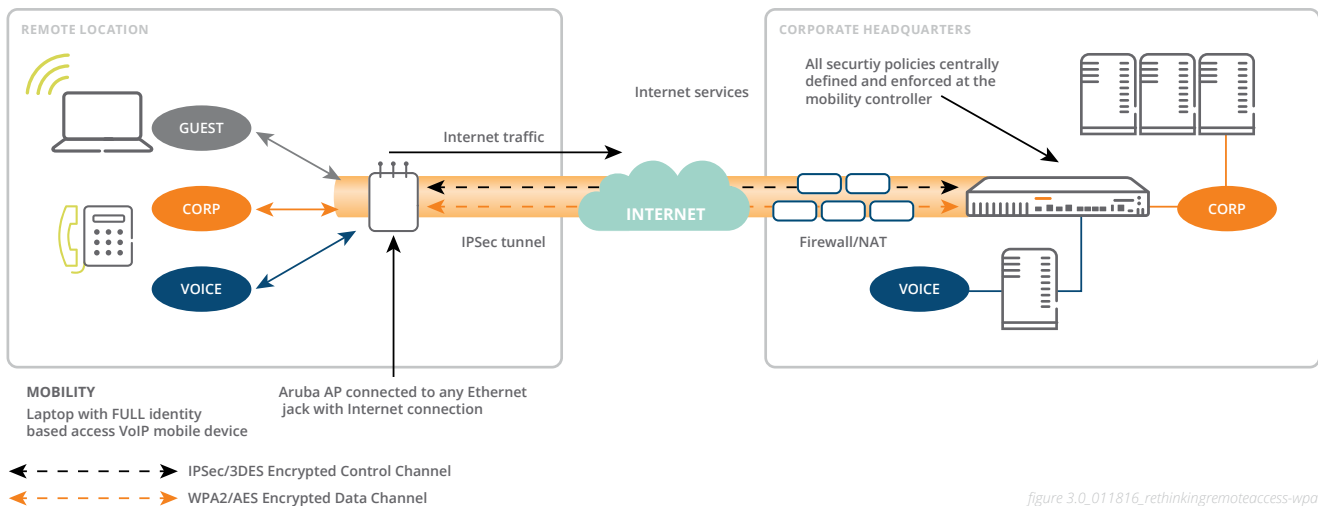 REMOTE LOCATION
CORPORATE HEADQUARTERS
All securtiy policies centrally
defined and enforced at the
mobility controller
Internet services
GUEST
Internet traffic
CORP
INTERNET
CORP
IPSec tunnel
Firewall/NAT
VOICE
VOICE
MOBILITY
Laptop with FULL identity
based access VoIP mobile device
Aruba AP connected to any Ethernet
jack with Internet connection
IPSec/3DES Encrypted Control Channel
WPA2/AES Encrypted Data Channel
figure 3.0_011816_rethinkingremoteaccess-wpa